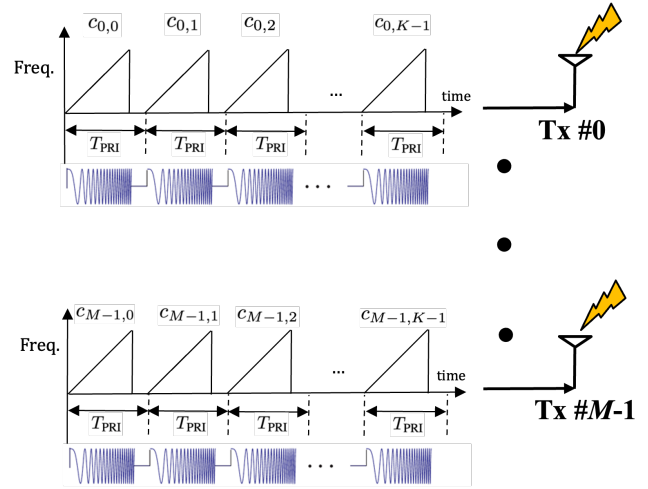 c_{0,0} c_{0,1} c_{0,2} c_{0,K-1}
Freq.
... time
T_PRI T_PRI T_PRI T_PRI
Tx #0
c_{M-1,0} c_{M-1,1} c_{M-1,2} c_{M-1,K-1}
Freq.
... time
T_PRI T_PRI T_PRI T_PRI
Tx #M-1